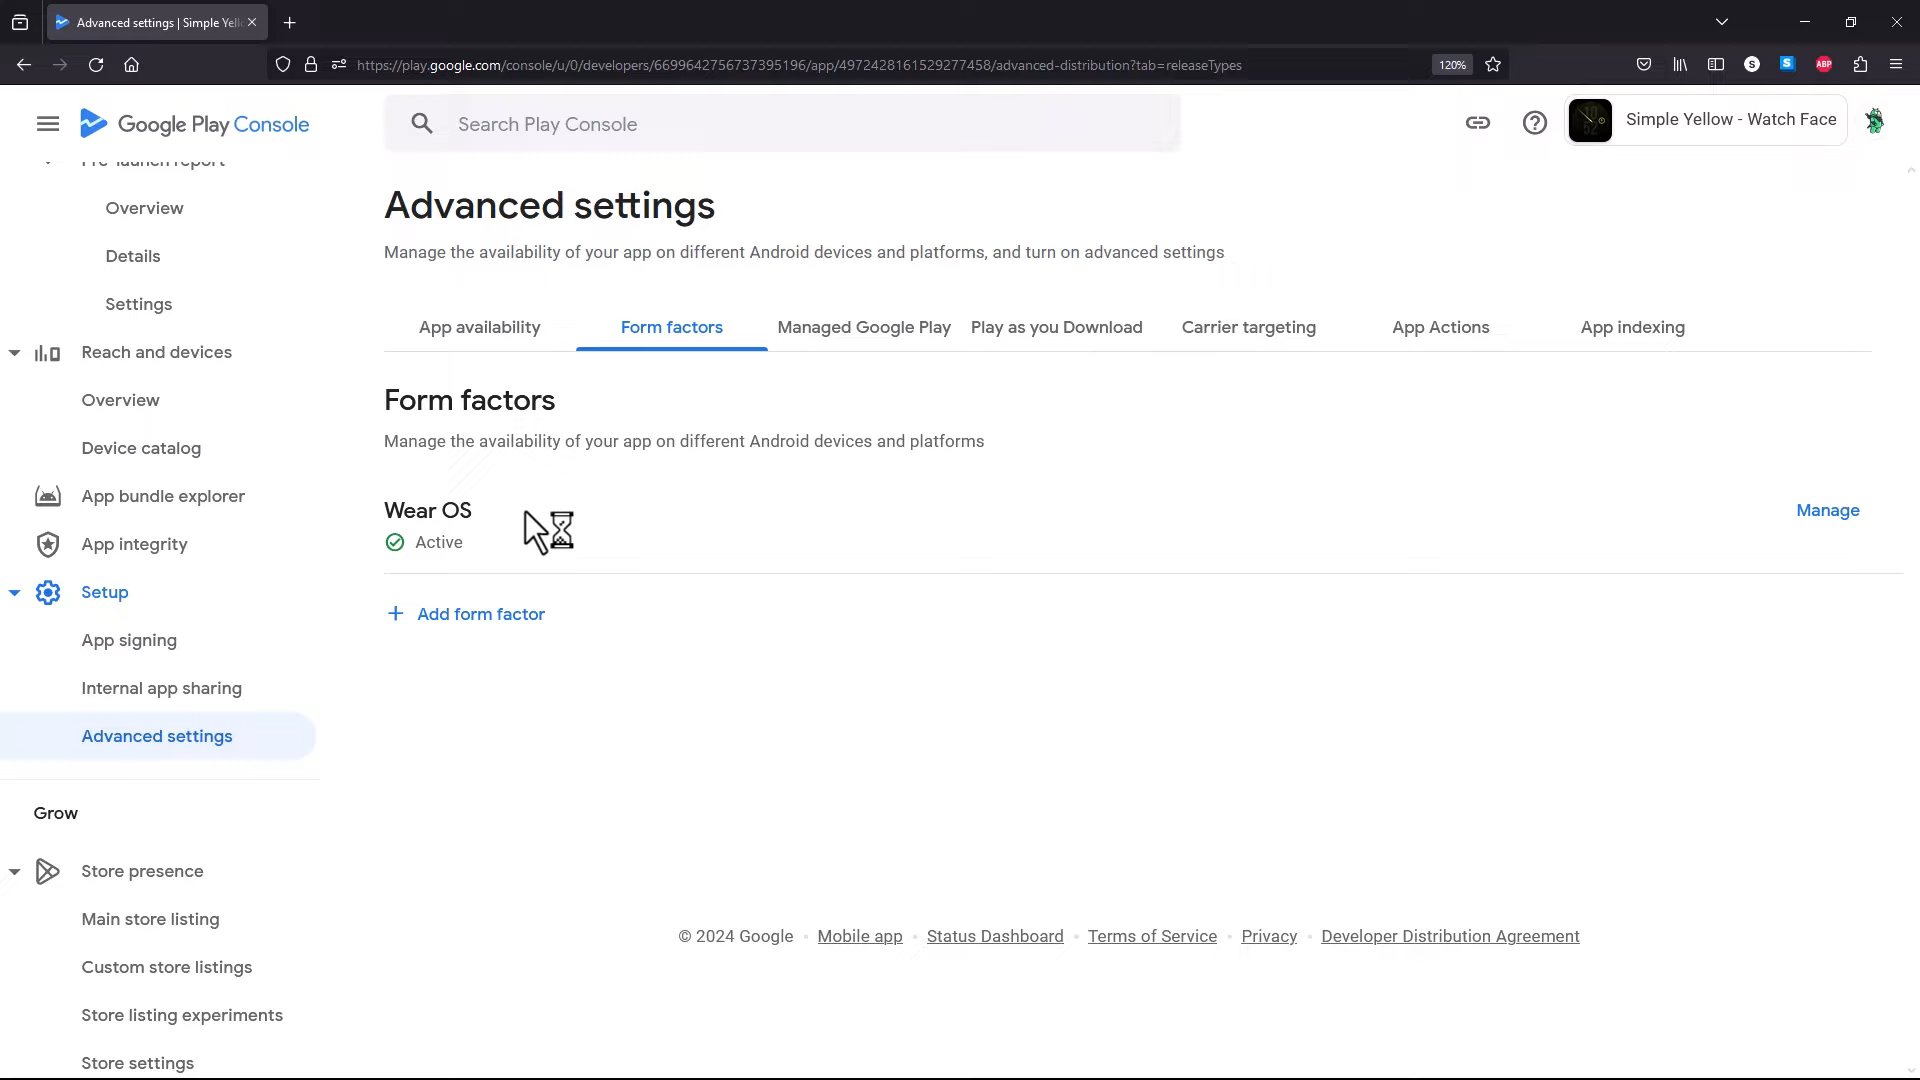 Advanced settings | Simple Yell
https://play.google.com/console/u/0/developers/6699642756737395196/app/4972428161529277458/advanced-distribution?tab=releaseTypes
120%
S
S
ABP
Google Play Console
Search Play Console
Simple Yellow - Watch Face
Pre-launch report
Overview
Details
Settings
Reach and devices
Overview
Device catalog
App bundle explorer
App integrity
Setup
App signing
Internal app sharing
Advanced settings
Grow
Store presence
Main store listing
Custom store listings
Store listing experiments
Store settings
Advanced settings
Manage the availability of your app on different Android devices and platforms, and turn on advanced settings
App availability
Form factors
Managed Google Play
Play as you Download
Carrier targeting
App Actions
App indexing
Form factors
Manage the availability of your app on different Android devices and platforms
Wear OS
Active
Manage
+ Add form factor
© 2024 Google • Mobile app • Status Dashboard • Terms of Service • Privacy • Developer Distribution Agreement